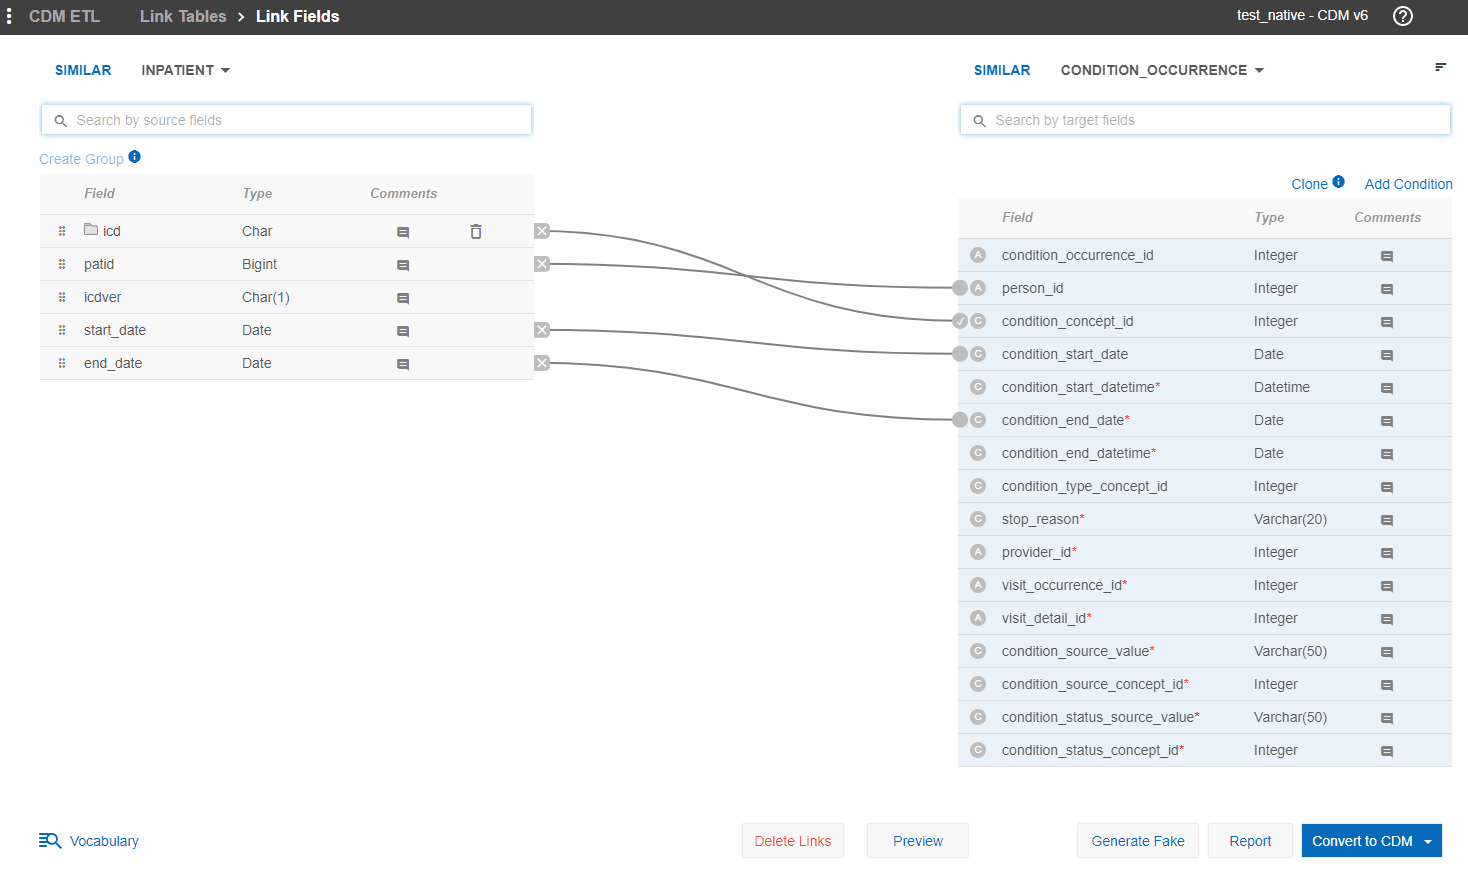 CDM ETL Link Tables > Link Fields test_native - CDM v6 ?
SIMILAR INPATIENT
Search by source fields
Create Group i
Field Type Comments
icd Char
patid Bigint
icdver Char(1)
start_date Date
end_date Date
SIMILAR CONDITION_OCCURRENCE
Search by target fields
Clone i Add Condition
Field Type Comments
A condition_occurrence_id Integer
A person_id Integer
C condition_concept_id Integer
C condition_start_date Date
C condition_start_datetime* Datetime
C condition_end_date* Date
C condition_end_datetime* Date
C condition_type_concept_id Integer
C stop_reason* Varchar(20)
A provider_id* Integer
A visit_occurrence_id* Integer
A visit_detail_id* Integer
C condition_source_value* Varchar(50)
C condition_source_concept_id* Integer
C condition_status_source_value* Varchar(50)
C condition_status_concept_id* Integer
Vocabulary Delete Links Preview Generate Fake Report Convert to CDM